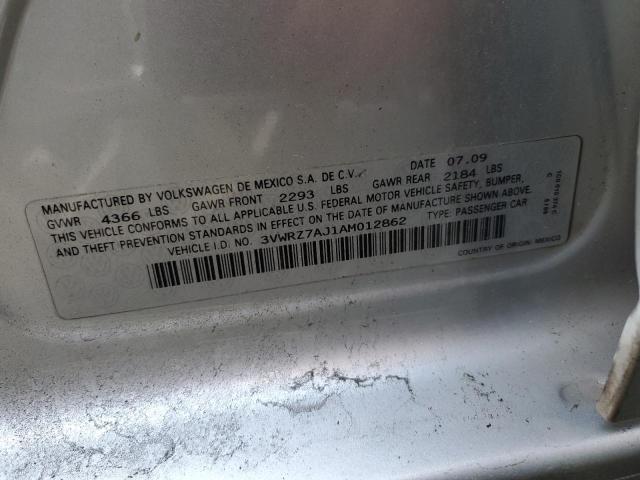 MANUFACTURED BY VOLKSWAGEN DE MEXICO S.A. DE C.V. DATE 07.09
GVWR 4366 LBS GAWR FRONT 2293 LBS GAWR REAR 2184 LBS
THIS VEHICLE CONFORMS TO ALL APPLICABLE U.S. FEDERAL MOTOR VEHICLE SAFETY, BUMPER,
AND THEFT PREVENTION STANDARDS IN EFFECT ON THE DATE OF MANUFACTURE SHOWN ABOVE.
VEHICLE I.D. NO. 3VWRZ7AJ1AM012862 TYPE: PASSENGER CAR
COUNTRY OF ORIGIN: MEXICO